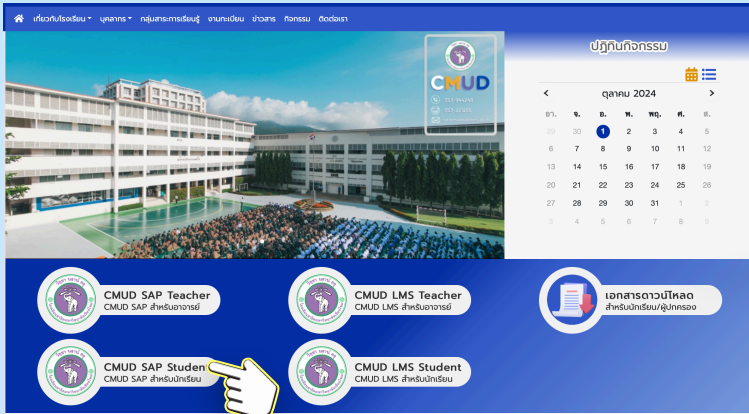 เกี่ยวกับโรงเรียน บุคลากร กลุ่มสาระการเรียนรู้ งานทะเบียน ข่าวสาร กิจกรรม ติดต่อเรา
ปฏิทินกิจกรรม
CMUD
ตุลาคม 2024
อา. จ. อ. พ. พฤ. ศ. ส.
29 30 1 2 3 4 5
6 7 8 9 10 11 12
13 14 15 16 17 18 19
20 21 22 23 24 25 26
27 28 29 30 31 1 2
3 4 5 6 7 8 9
CMUD SAP Teacher
CMUD SAP สำหรับอาจารย์
CMUD LMS Teacher
CMUD LMS สำหรับอาจารย์
เอกสารดาวน์โหลด
สำหรับนักเรียน/ผู้ปกครอง
CMUD SAP Studen
CMUD SAP สำหรับนักเรียน
CMUD LMS Student
CMUD LMS สำหรับนักเรียน